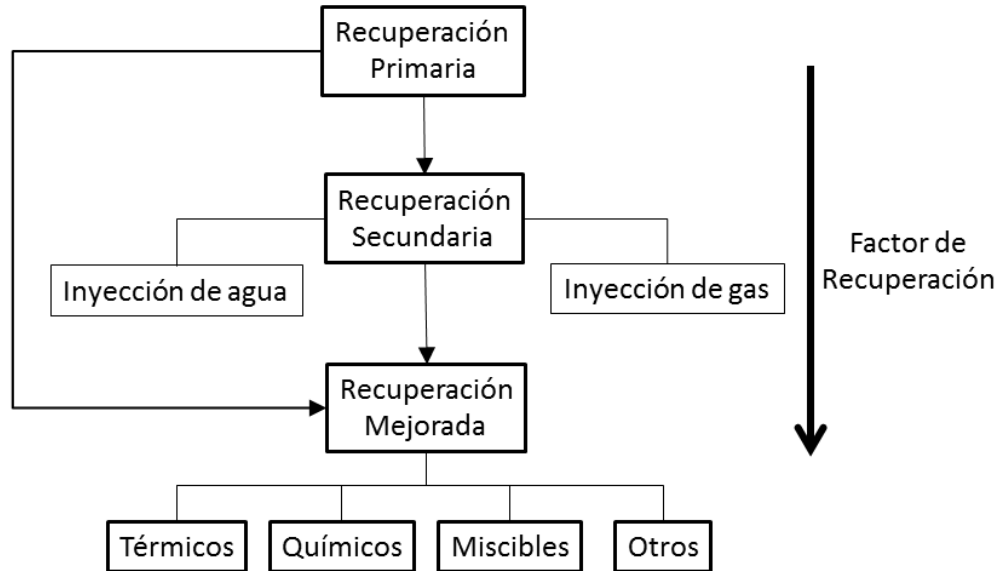 Recuperación
Primaria
Recuperación
Secundaria
Inyección de agua
Inyección de gas
Factor de
Recuperación
Recuperación
Mejorada
Térmicos
Químicos
Miscibles
Otros